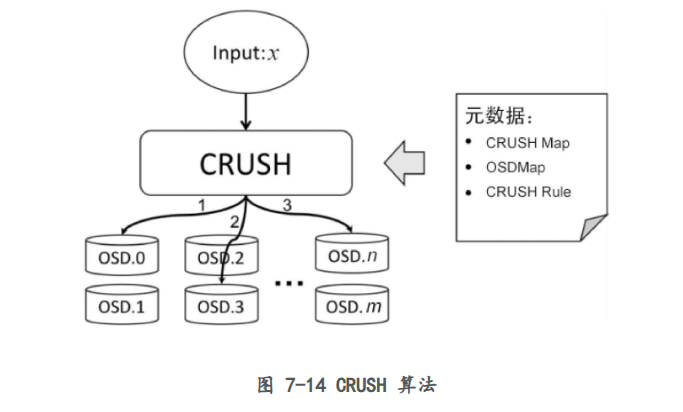 Input:x
CRUSH
元数据:
• CRUSH Map
• OSDMap
• CRUSH Rule
1
2
3
OSD.0
OSD.2
OSD.n
OSD.1
OSD.3
...
OSD.m
图 7-14 CRUSH 算法